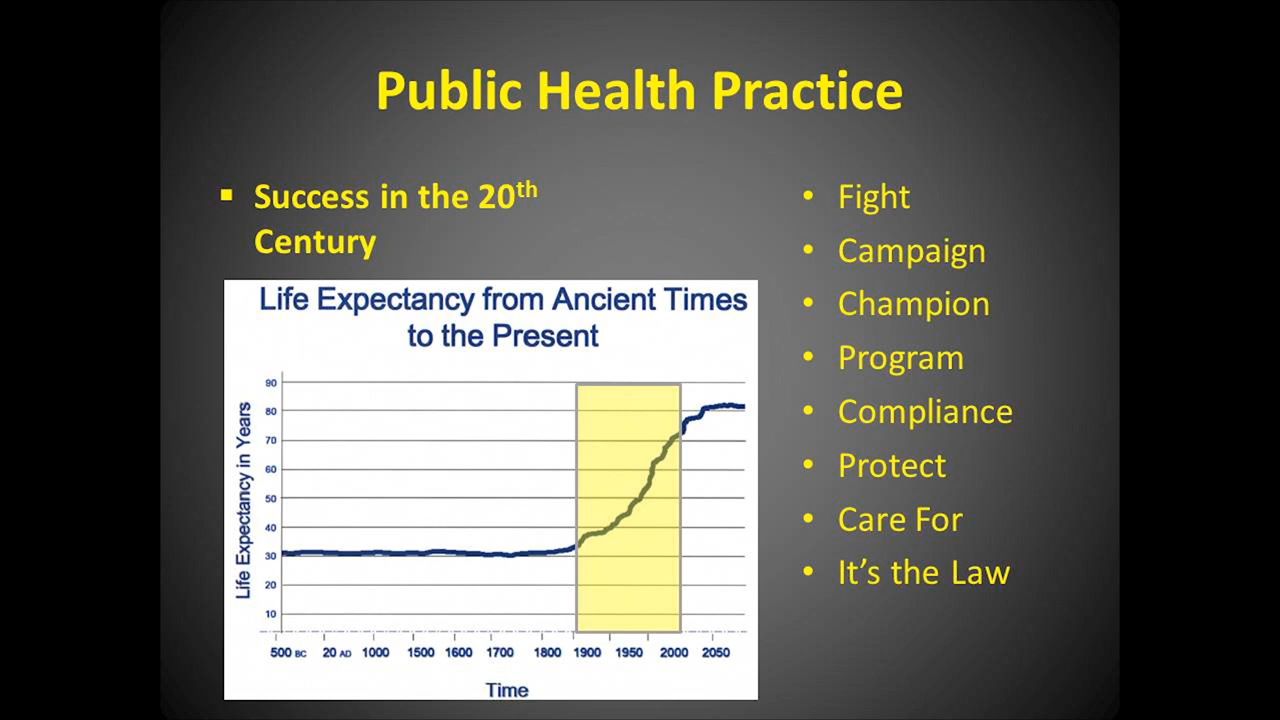 Public Health Practice
▪ Success in the 20th
Century
Life Expectancy from Ancient Times
to the Present
Life Expectancy in Years
90
80
70
60
50
40
30
20
10
500 BC 20 AD 1000 1500 1600 1700 1800 1900 1950 2000 2050
Time
• Fight
• Campaign
• Champion
• Program
• Compliance
• Protect
• Care For
• It’s the Law